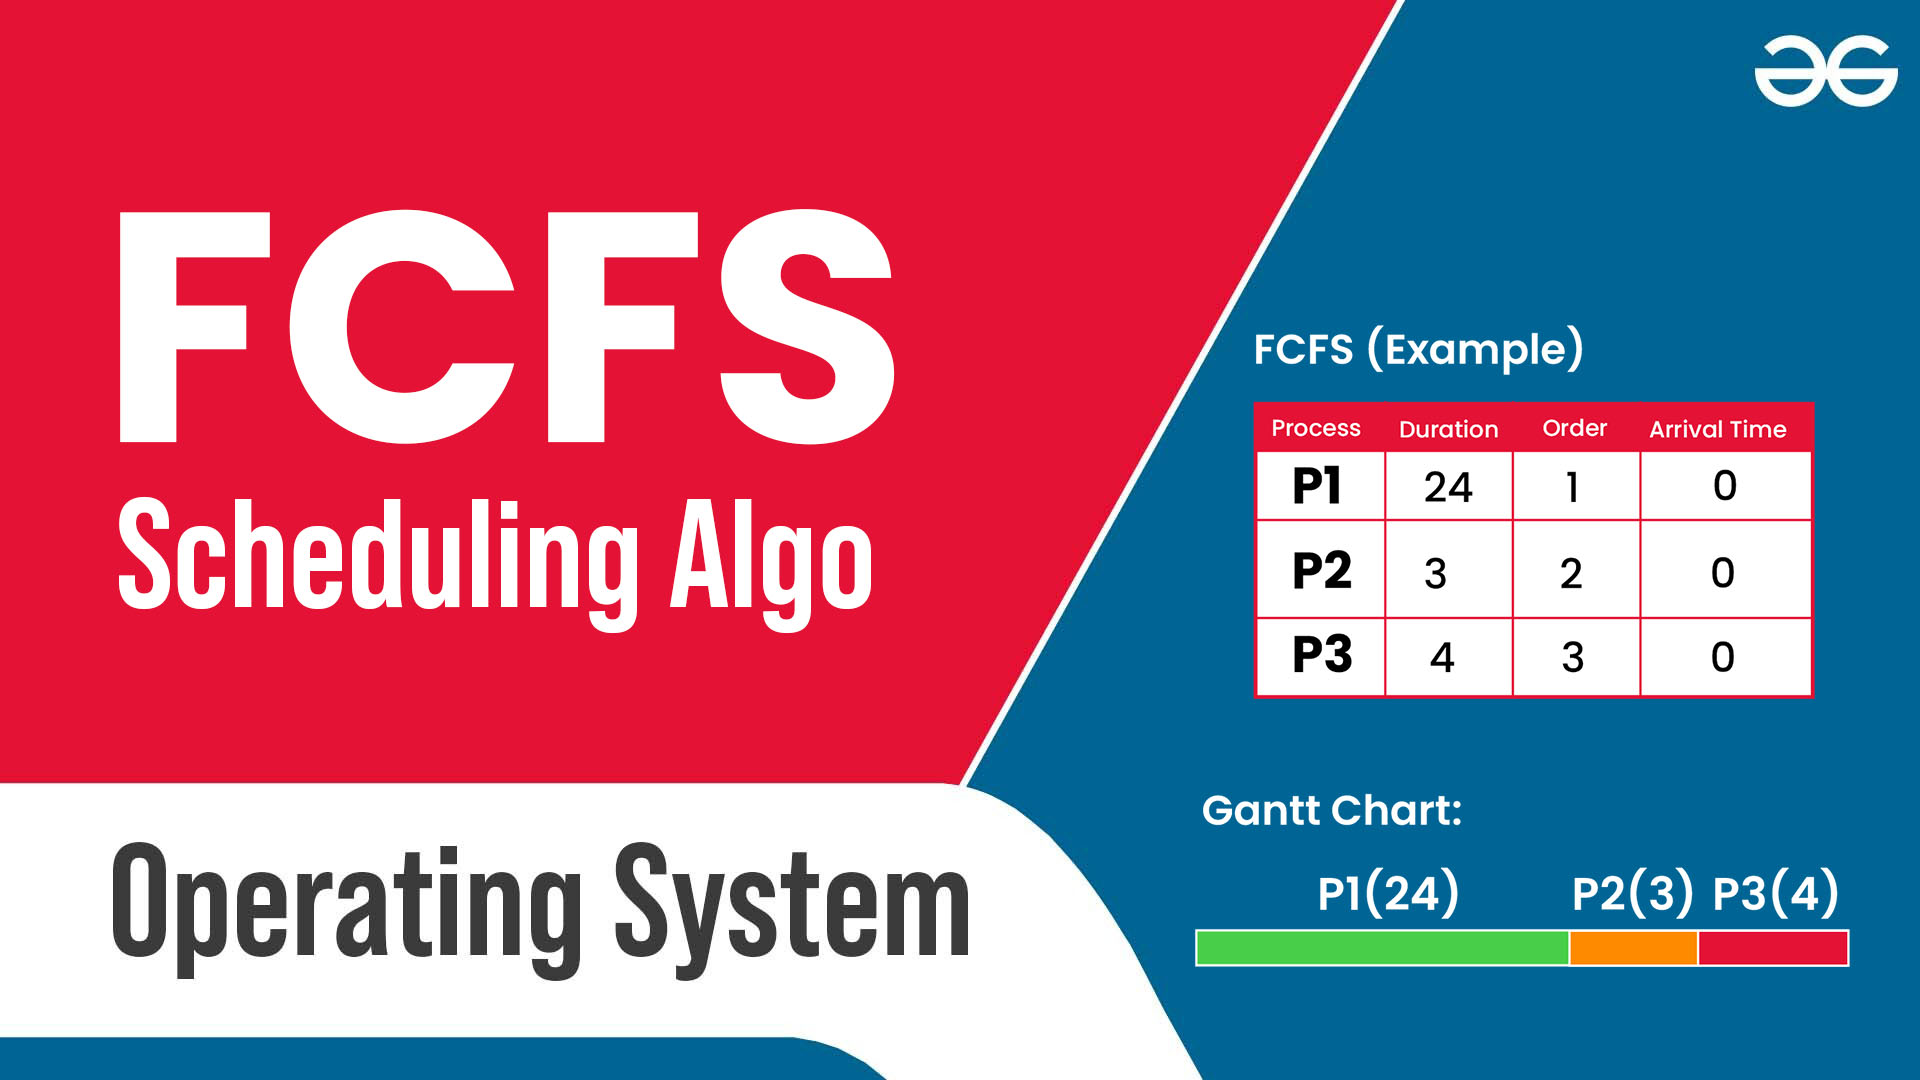 FCFS
Scheduling Algo
Operating System
FCFS (Example)
Process Duration Order Arrival Time
P1 24 1 0
P2 3 2 0
P3 4 3 0
Gantt Chart:
P1(24) P2(3) P3(4)